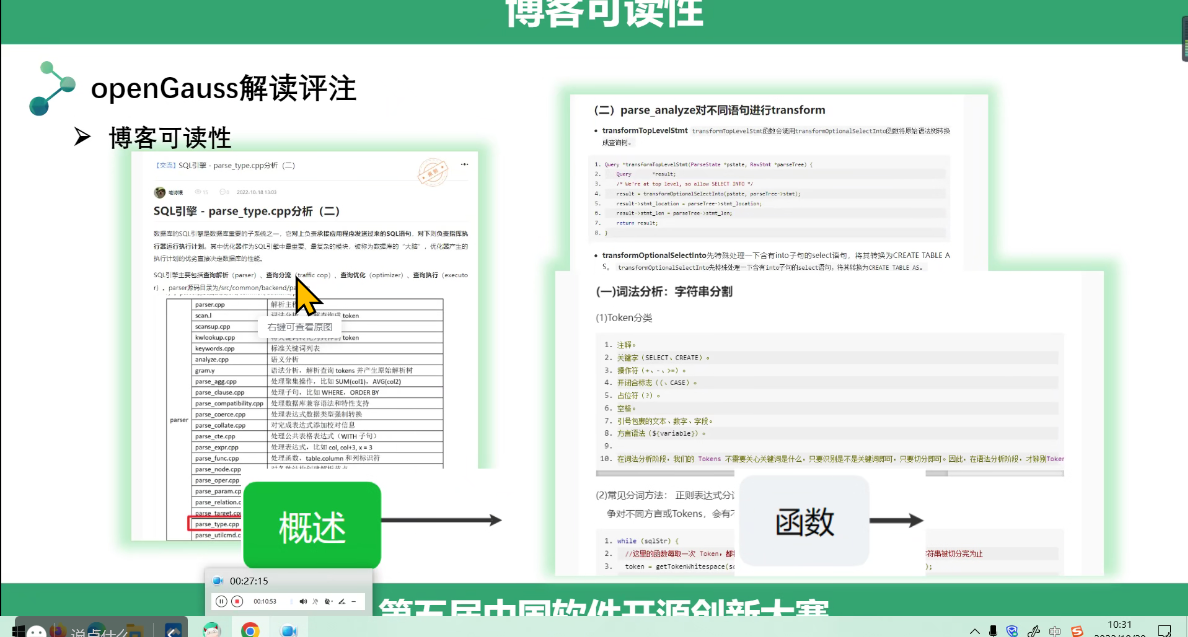 博客可读性
openGauss解读评注
➤ 博客可读性
【交流】SQL引擎 - parse_type.cpp分析（二）
2022-10-18 13:03
SQL引擎 - parse_type.cpp分析（二）
数据库的SQL引擎是数据库重要的子系统之一，它对上负责承接应用程序发送过来的SQL语句，对下则负责指挥执
行器运行执行计划。其中优化器作为SQL引擎中最重要、最复杂的模块，被称为数据库的“大脑”，优化器产生的
执行计划的优劣直接决定数据库的性能。
SQL引擎主要包括查询解析（parser）、查询分流（traffic cop）、查询优化（optimizer）、查询执行（executo
r），parser源码目录为/src/common/backend/pa
parser
parser.cpp 解析主程
scan.l token
scansup.cpp
右键可查看原图
kwlookup.cpp token
keywords.cpp 标准关键词列表
analyze.cpp 语义分析
gram.y 语法分析，解析查询 tokens 并产生原始解析树
parse_agg.cpp 处理聚集操作，比如 SUM(col1)，AVG(col2)
parse_clause.cpp 处理子句，比如 WHERE，ORDER BY
parse_compatibility.cpp 处理数据库兼容语法和特性支持
parse_coerce.cpp 处理表达式数据类型强制转换
parse_collate.cpp 对完成表达式添加校对信息
parse_cte.cpp 处理公共表格表达式（WITH 子句）
parse_expr.cpp 处理表达式，比如 col, col+3, x = 3
parse_func.cpp 处理函数，table.column 和列标识符
parse_node.cpp
parse_oper.cpp
parse_param.cp
parse_relation.c
parse_target.cpp
parse_type.cpp
parse_utilcmd.c
概述
（二）parse_analyze对不同语句进行transform
• transformTopLevelStmt transformTopLevelStmt函数会调用transformOptionalSelectInto函数将原始语法树转换
成查询树。
1. Query *transformTopLevelStmt(ParseState *pstate, RawStmt *parseTree) {
2. Query *result;
3. /* We're at top level, so allow SELECT INTO */
4. result = transformOptionalSelectInto(pstate, parseTree->stmt);
5. result->stmt_location = parseTree->stmt_location;
6. result->stmt_len = parseTree->stmt_len;
7. return result;
8. }
• transformOptionalSelectInto先特殊处理一下含有into子句的select语句，将其转换为CREATE TABLE A
S。 transformOptionalSelectInto先特殊处理一下含有into子句的select语句，将其转换为CREATE TABLE AS。
(一)词法分析：字符串分割
(1)Token分类
1. 注释。
2. 关键字（SELECT、CREATE）。
3. 操作符（+、-、>=）。
4. 开闭合标志（(、CASE）。
5. 占位符（?）。
6. 空格。
7. 引号包裹的文本、数字、字段。
8. 方言语法（${variable}）。
9.
10. 在词法分析阶段，我们的 Tokens 不需要关心关键词是什么，只要识别是不是关键词即可，只要切分即可。因此，在语法分析阶段，才鉴别Token
(2)常见分词方法： 正则表达式分
争对不同方言或Tokens，会有
1. while (sqlStr) {
2. //这里的函数每取一次 Token，都 符串被切分完为止
3. token = getTokenWhitespace(s );
函数
00:27:15
00:10:53
第五届中国软件开源创新大赛
说点什么
10:31